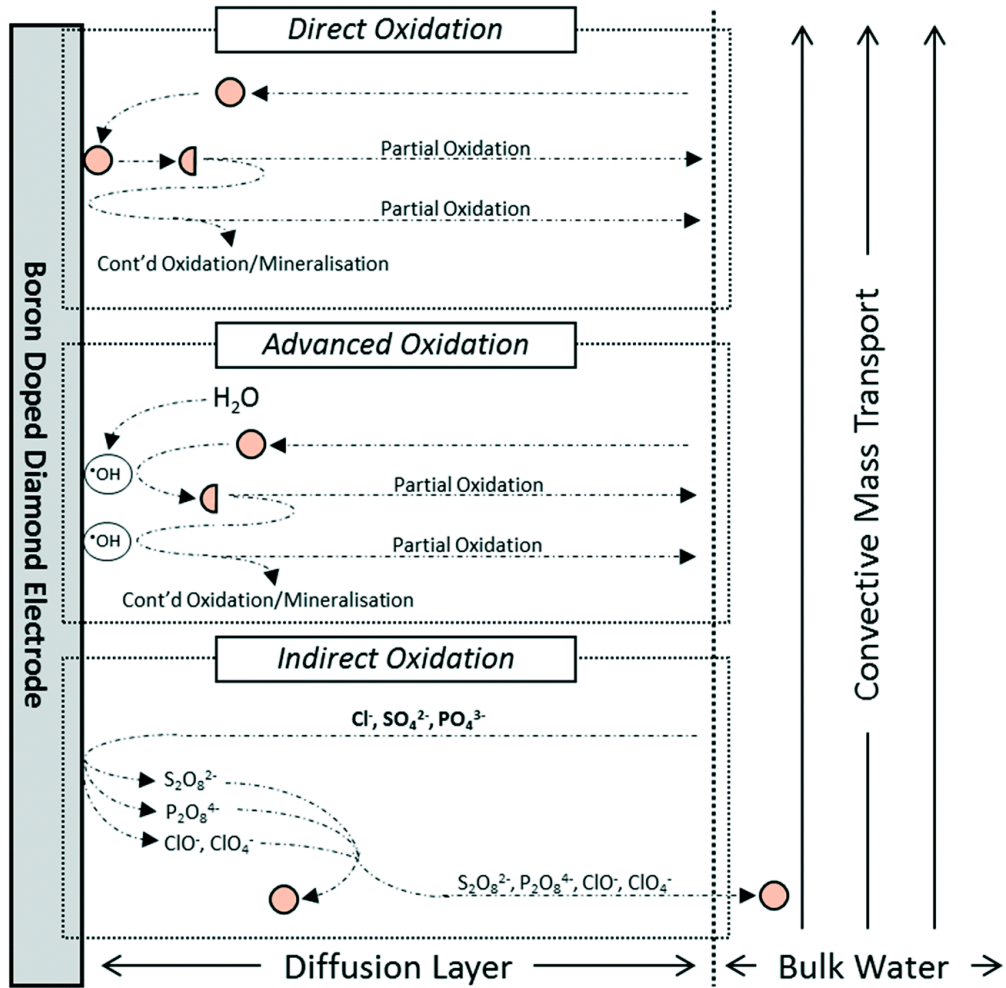 Boron Doped Diamond Electrode
Direct Oxidation
Partial Oxidation
Partial Oxidation
Cont'd Oxidation/Mineralisation
Advanced Oxidation
H₂O
•OH
Partial Oxidation
•OH
Partial Oxidation
Cont'd Oxidation/Mineralisation
Indirect Oxidation
Cl⁻, SO₄²⁻, PO₄³⁻
S₂O₈²⁻
P₂O₈⁴⁻
ClO⁻, ClO₄⁻
S₂O₈²⁻, P₂O₈⁴⁻, ClO⁻, ClO₄⁻
Convective Mass Transport
Diffusion Layer
Bulk Water